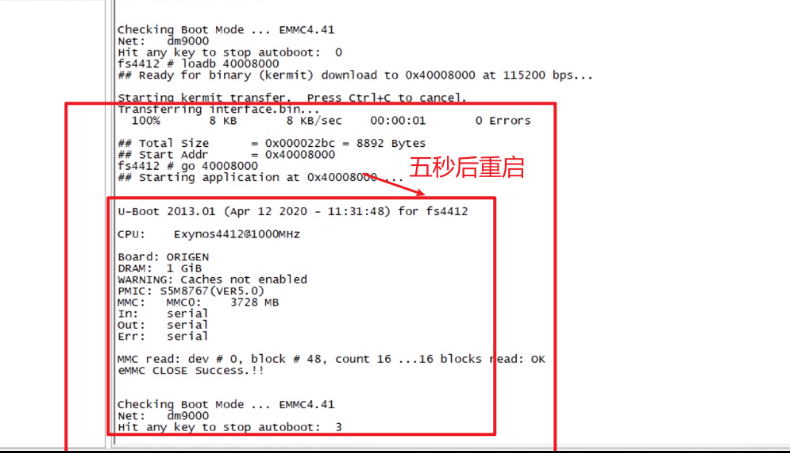 Checking Boot Mode ... EMMC4.41
Net:   dm9000
Hit any key to stop autoboot:  0
fs4412 # loadb 40008000
## Ready for binary (kermit) download to 0x40008000 at 115200 bps...
Starting kermit transfer.  Press Ctrl+C to cancel.
Transferring interface.bin...
100%       8 KB       8 KB/sec    00:00:01       0 Errors
## Total Size      = 0x000022bc = 8892 Bytes
## Start Addr      = 0x40008000
fs4412 # go 40008000
## Starting application at 0x40008000 ...
五秒后重启
U-Boot 2013.01 (Apr 12 2020 - 11:31:48) for fs4412
CPU:    Exynos4412@1000MHz
Board: ORIGEN
DRAM:  1 GiB
WARNING: Caches not enabled
PMIC: S5M8767(VER5.0)
MMC:   MMC0:    3728 MB
In:    serial
Out:   serial
Err:   serial
MMC read: dev # 0, block # 48, count 16 ...16 blocks read: OK
eMMC CLOSE Success.!!
Checking Boot Mode ... EMMC4.41
Net:   dm9000
Hit any key to stop autoboot:  3